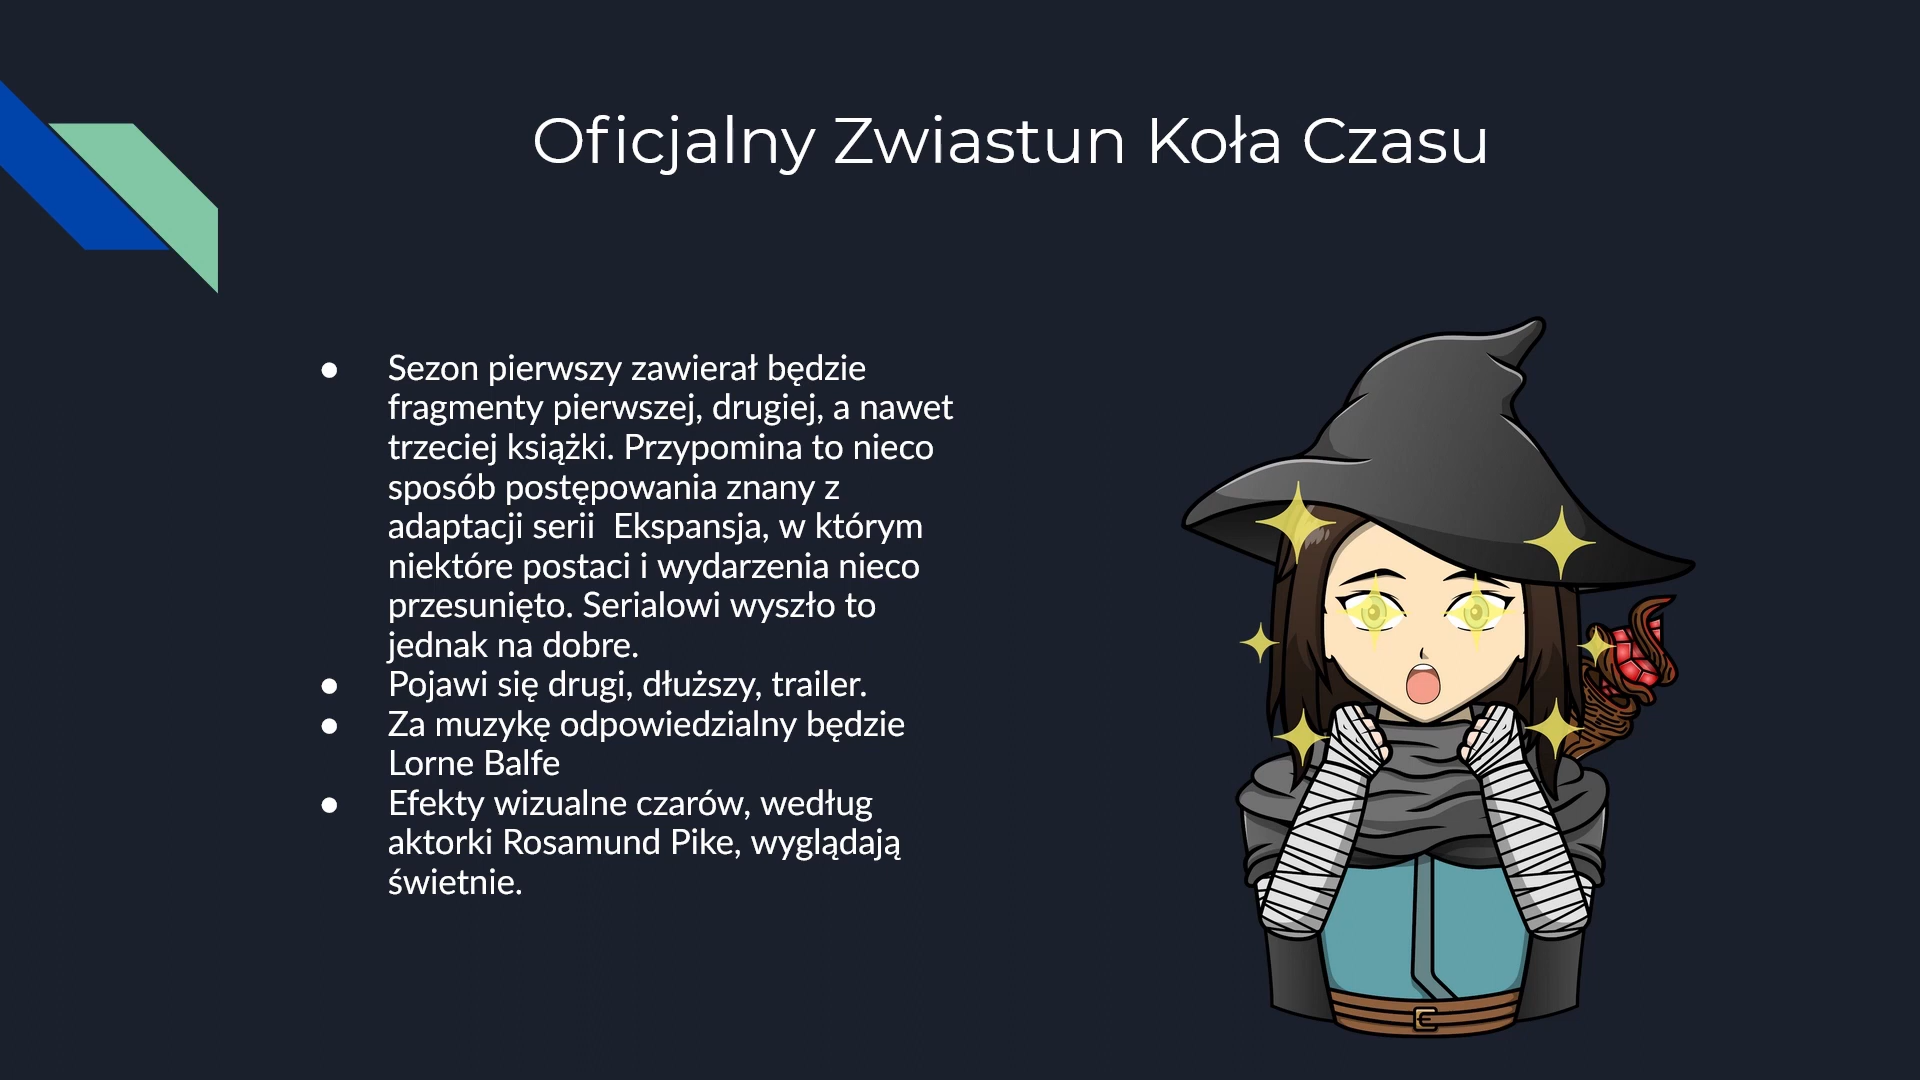 Oficjalny Zwiastun Koła Czasu
● Sezon pierwszy zawierał będzie
fragmenty pierwszej, drugiej, a nawet
trzeciej książki. Przypomina to nieco
sposób postępowania znany z
adaptacji serii  Ekspansja, w którym
niektóre postaci i wydarzenia nieco
przesunięto. Serialowi wyszło to
jednak na dobre.
● Pojawi się drugi, dłuższy, trailer.
● Za muzykę odpowiedzialny będzie
Lorne Balfe
● Efekty wizualne czarów, według
aktorki Rosamund Pike, wyglądają
świetnie.